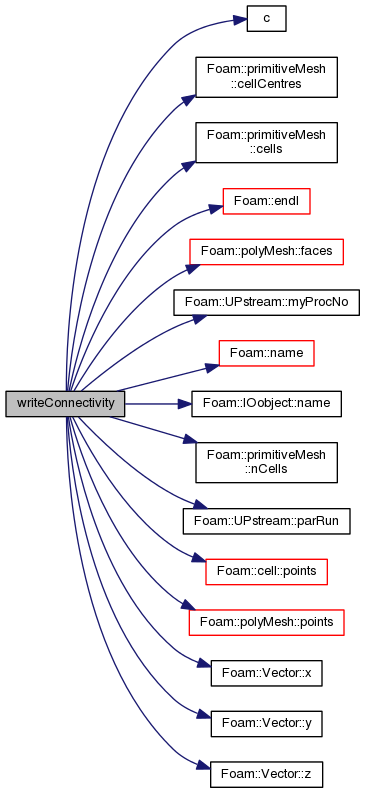 c
Foam::primitiveMesh
::cellCentres
Foam::primitiveMesh
::cells
Foam::endl
Foam::polyMesh::faces
Foam::UPstream::myProcNo
Foam::name
writeConnectivity
Foam::IOobject::name
Foam::primitiveMesh
::nCells
Foam::UPstream::parRun
Foam::cell::points
Foam::polyMesh::points
Foam::Vector::x
Foam::Vector::y
Foam::Vector::z